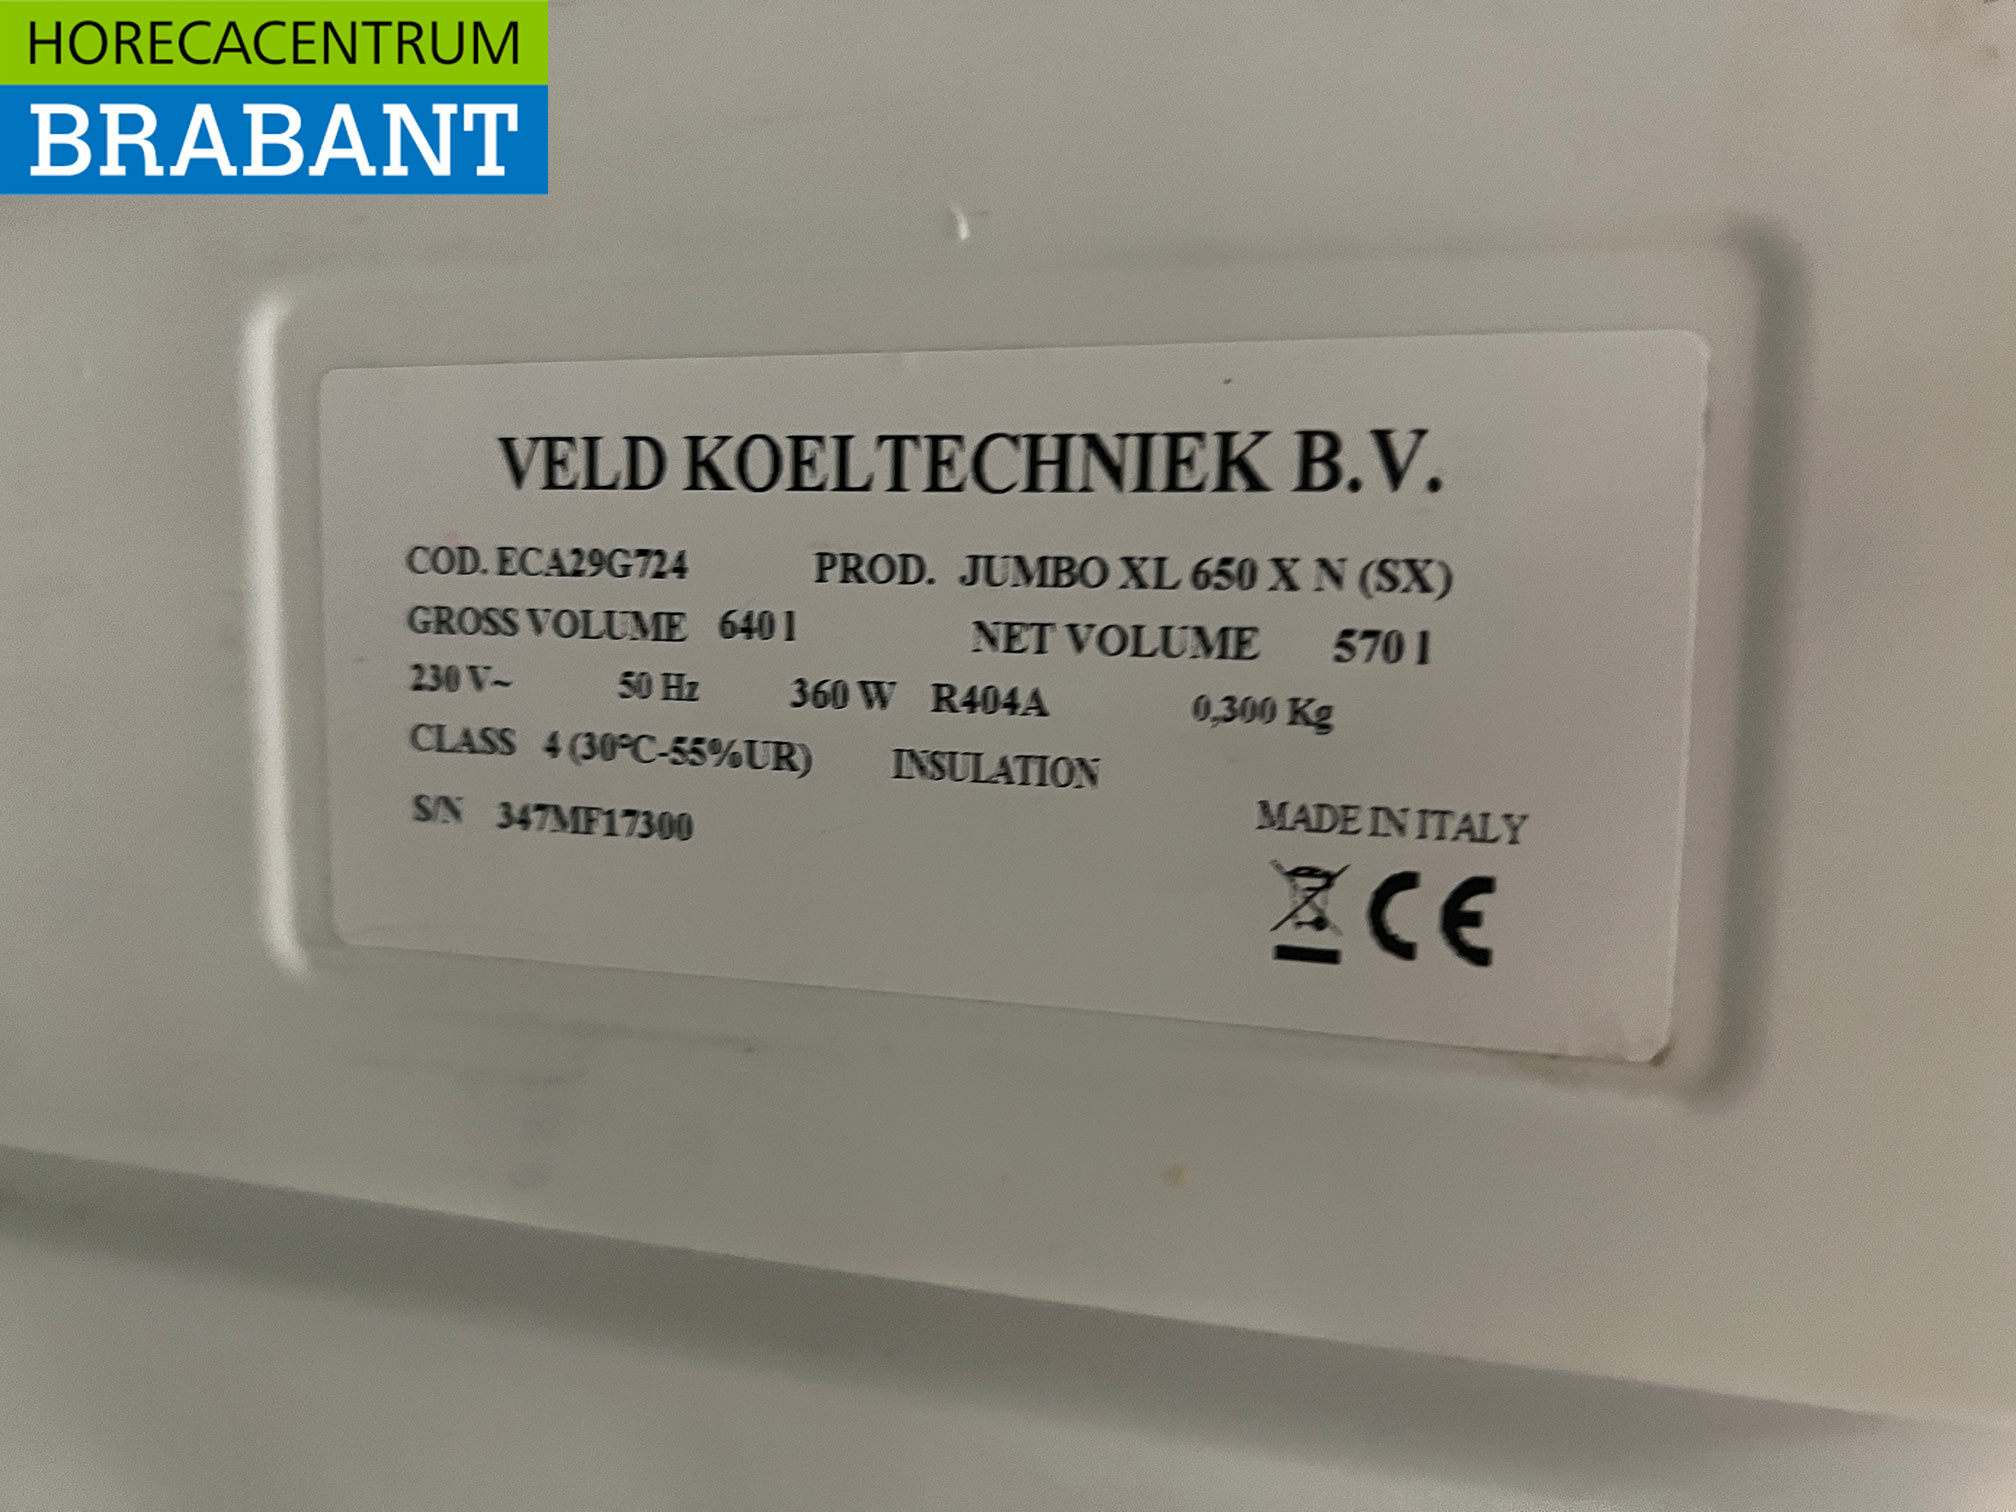 HORECACENTRUM
BRABANT
VELD KOELTECHNIEK B.V.
COD. ECA29G724 PROD. JUMBO XL 650 X N (SX)
GROSS VOLUME 640 l NET VOLUME 570 l
230 V~ 50 Hz 360 W R404A 0,300 Kg
CLASS 4 (30°C-55%UR) INSULATION
S/N 347MF17300
MADE IN ITALY
CE